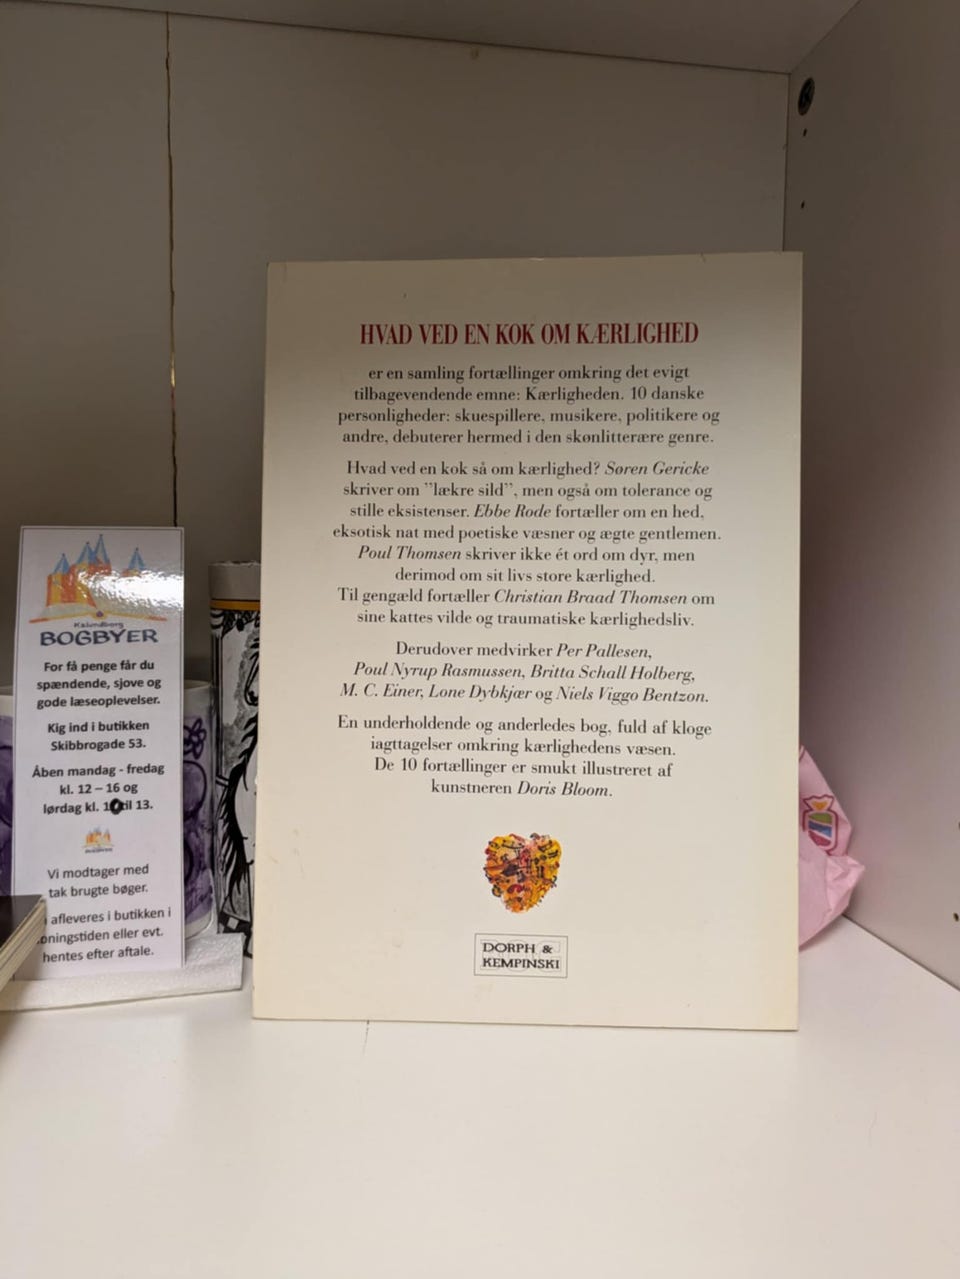 HVAD VED EN KOK OM KÆRLIGHED
er en samling fortællinger omkring det evigt
tilbagevendende emne: Kærligheden. 10 danske
personligheder: skuespillere, musikere, politikere og
andre, debuterer hermed i den skønlitterære genre.
Hvad ved en kok så om kærlighed? Søren Gericke
skriver om "lækre sild", men også om tolerance og
stille eksistenser. Ebbe Rode fortæller om en hed,
eksotisk nat med poetiske væsner og ægte gentlemen.
Poul Thomsen skriver ikke ét ord om dyr, men
derimod om sit livs store kærlighed.
Til gengæld fortæller Christian Braad Thomsen om
sine kattes vilde og traumatiske kærlighedsliv.
Derudover medvirker Per Pallesen,
Poul Nyrup Rasmussen, Britta Schall Holberg,
M. C. Einer, Lone Dybkjær og Niels Viggo Bentzon.
En underholdende og anderledes bog, fuld af kloge
iagttagelser omkring kærlighedens væsen.
De 10 fortællinger er smukt illustreret af
kunstneren Doris Bloom.
DORPH &
KEMPINSKI
Kalundborg
BOGBYER
For få penge får du
spændende, sjove og
gode læseoplevelser.
Kig ind i butikken
Skibbrogade 53.
Åben mandag - fredag
kl. 12 – 16 og
lørdag kl. 10 til 13.
BOGBYER
Vi modtager med
tak brugte bøger.
afleveres i butikken i
bningstiden eller evt.
hentes efter aftale.